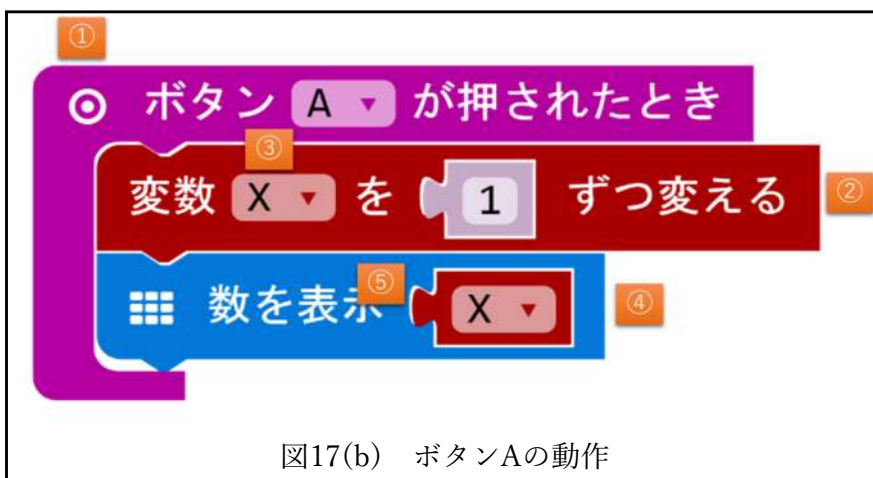 ①
ボタン A が押されたとき
③
変数 X を 1 ずつ変える ②
数を表示 ⑤ X ④
図17(b) ボタンAの動作